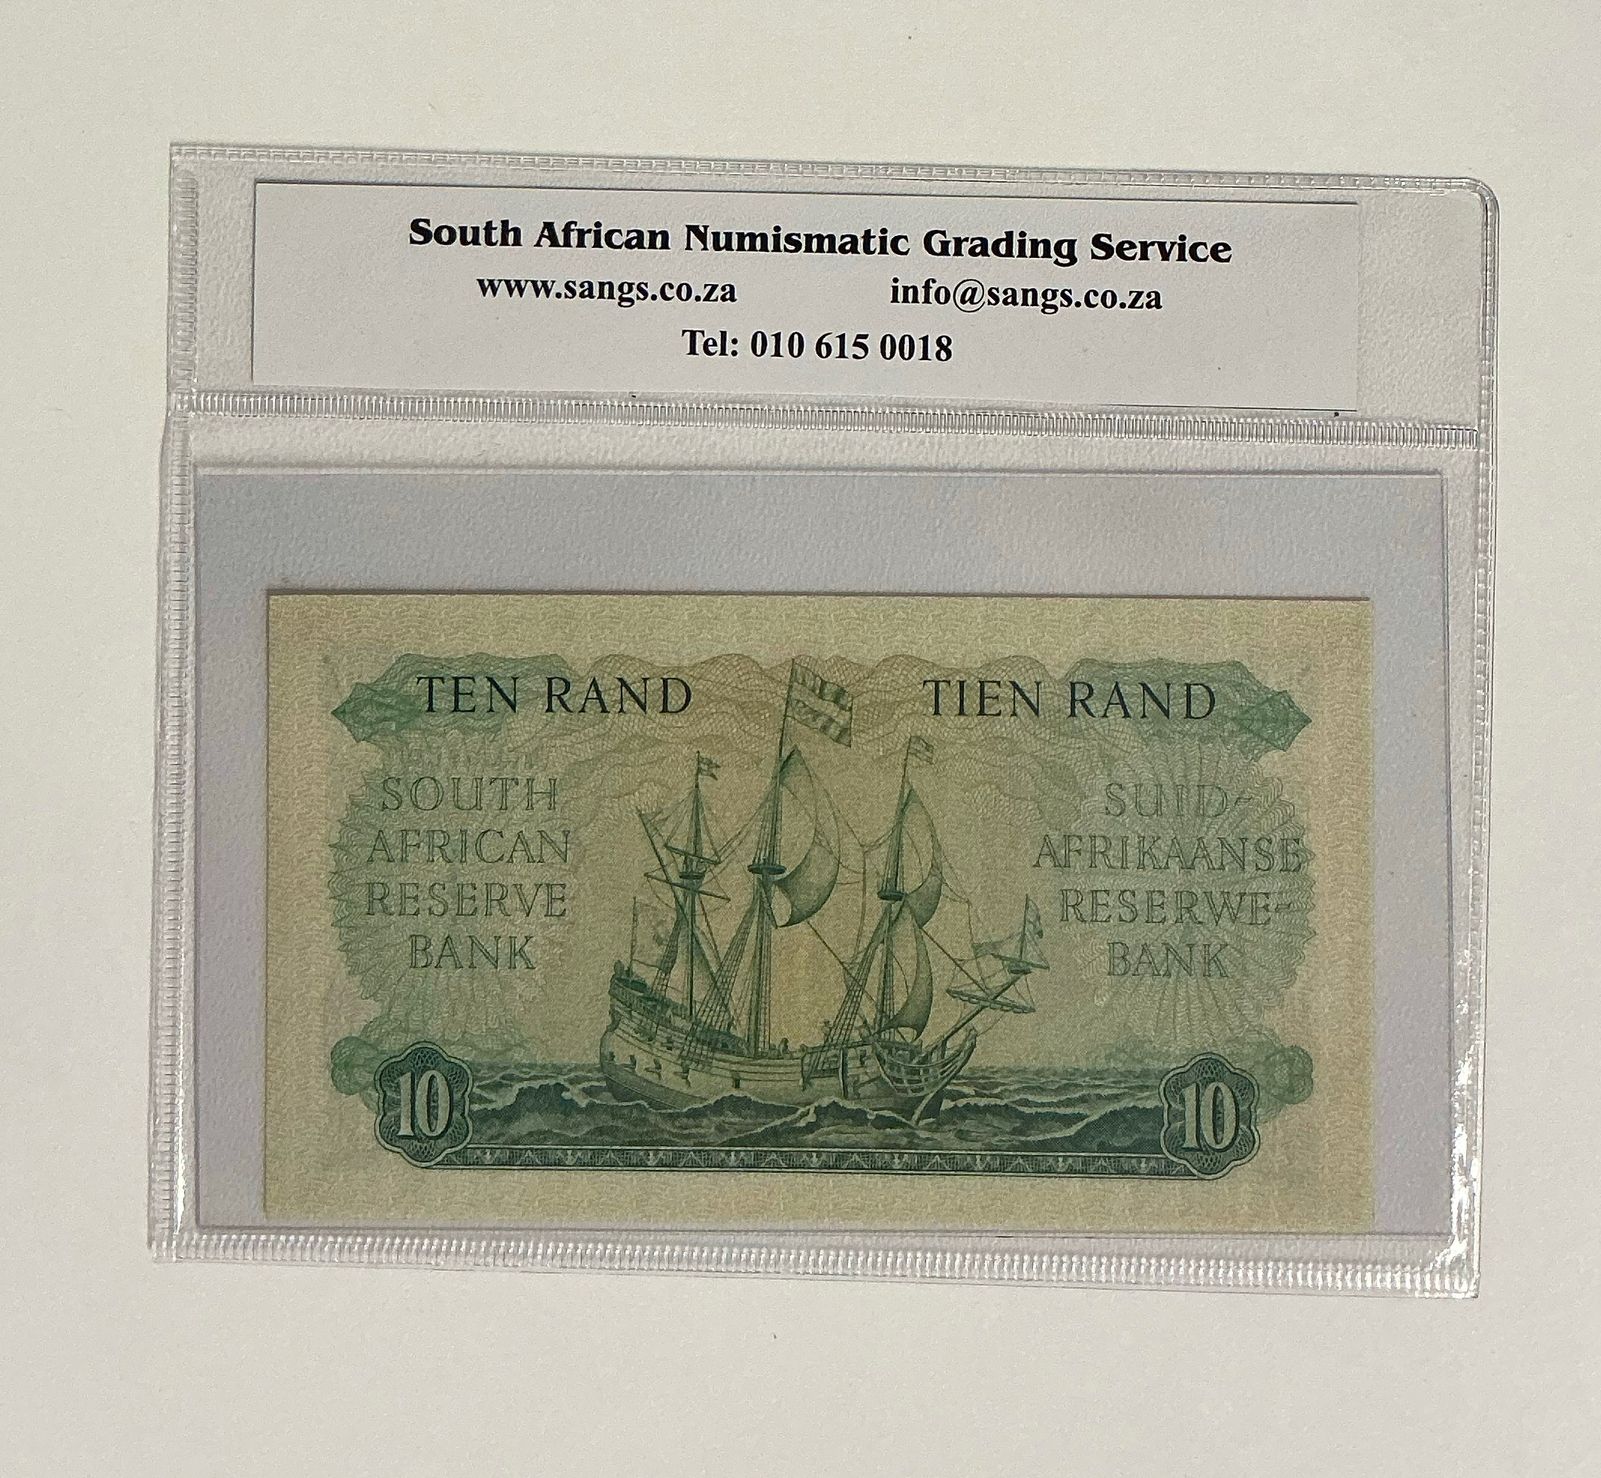 South African Numismatic Grading Service
www.sangs.co.za info@sangs.co.za
Tel: 010 615 0018
TEN RAND TIEN RAND
SOUTH
AFRICAN
RESERVE
BANK
SUID-
AFRIKAANSE
RESERWE-
BANK
10 10